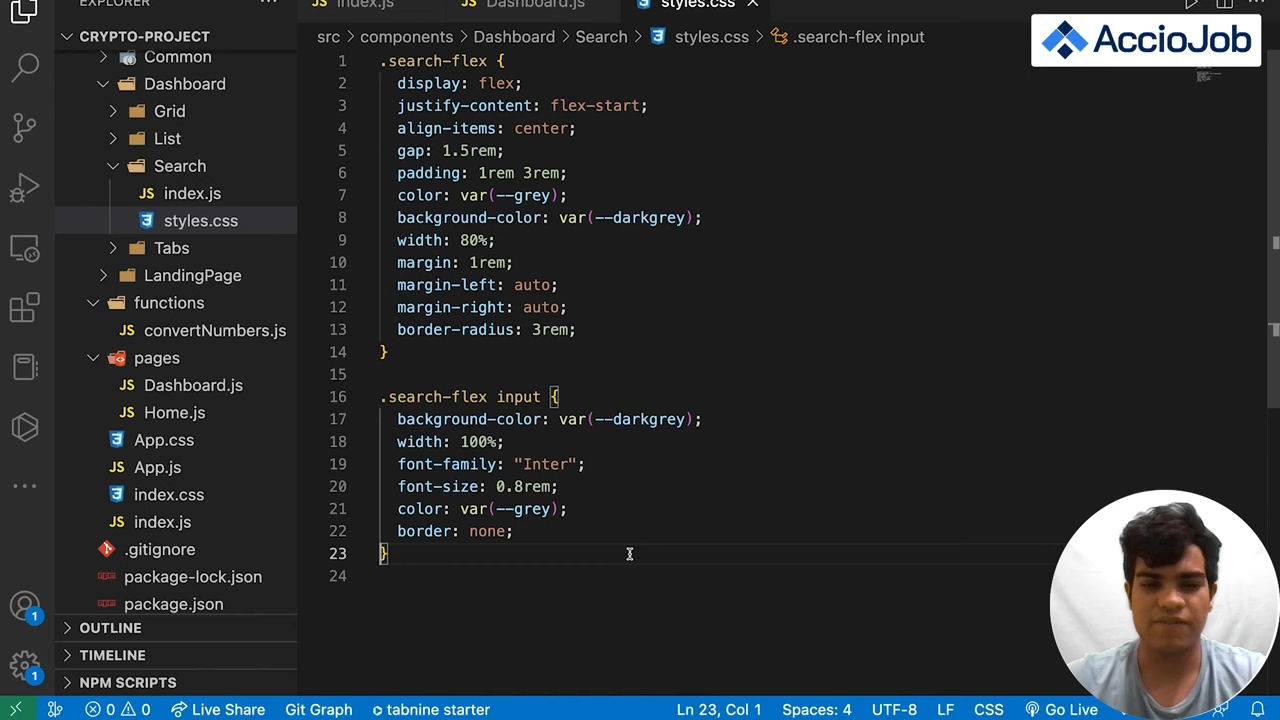 EXPLORER
index.js
Dashboard.js
styles.css
CRYPTO-PROJECT
Common
Dashboard
Grid
List
Search
JS index.js
styles.css
Tabs
LandingPage
functions
JS convertNumbers.js
pages
JS Dashboard.js
JS Home.js
App.css
JS App.js
index.css
JS index.js
.gitignore
package-lock.json
package.json
OUTLINE
TIMELINE
NPM SCRIPTS
src > components > Dashboard > Search > styles.css > .search-flex input
AccioJob
1 .search-flex {
2 display: flex;
3 justify-content: flex-start;
4 align-items: center;
5 gap: 1.5rem;
6 padding: 1rem 3rem;
7 color: var(--grey);
8 background-color: var(--darkgrey);
9 width: 80%;
10 margin: 1rem;
11 margin-left: auto;
12 margin-right: auto;
13 border-radius: 3rem;
14 }
15
16 .search-flex input {
17 background-color: var(--darkgrey);
18 width: 100%;
19 font-family: "Inter";
20 font-size: 0.8rem;
21 color: var(--grey);
22 border: none;
23 }
24
1
1
0 0 Live Share Git Graph tabnine starter Ln 23, Col 1 Spaces: 4 UTF-8 LF CSS Go Live